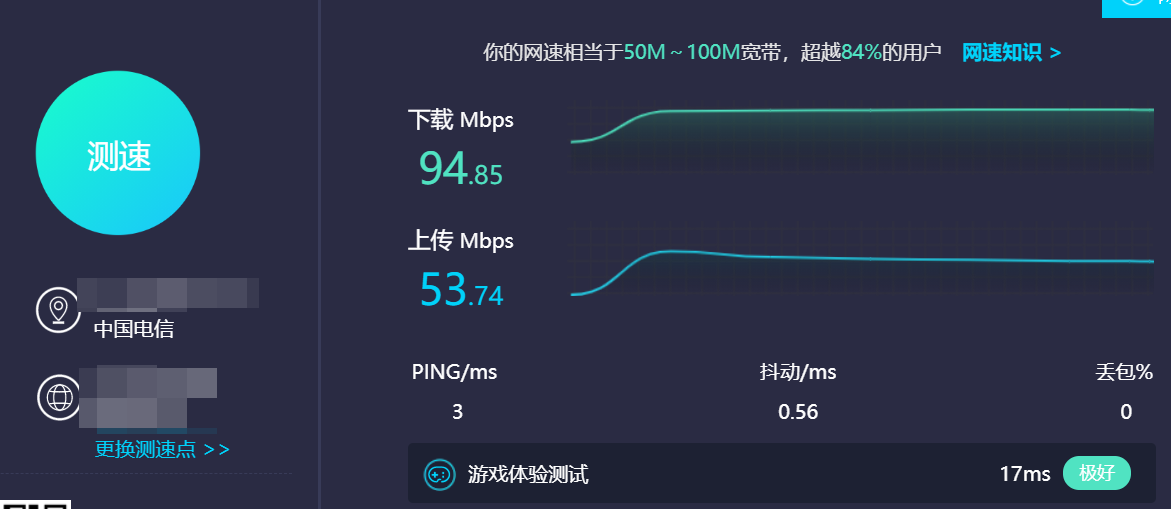 你的网速相当于50M~100M宽带，超越84%的用户 网速知识 >
测速
下载 Mbps
94.85
上传 Mbps
53.74
中国电信
更换测速点 >>
PING/ms 抖动/ms 丢包%
3 0.56 0
游戏体验测试 17ms 极好